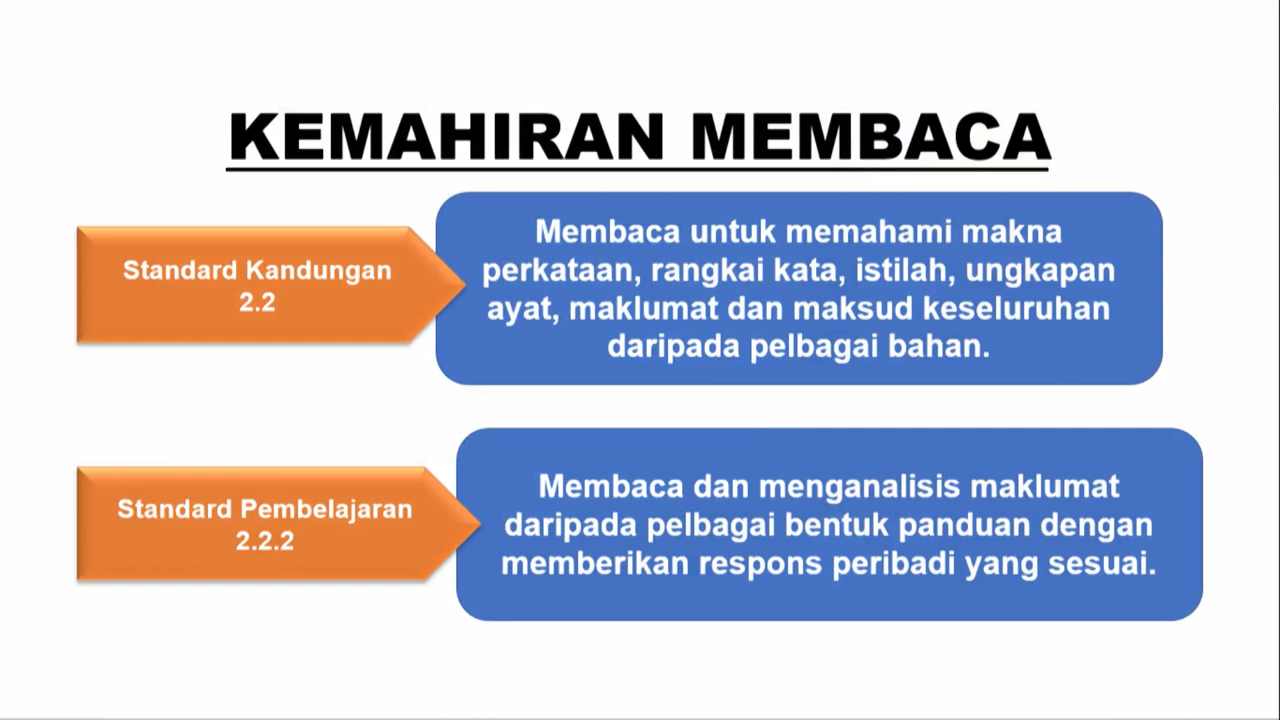 KEMAHIRAN MEMBACA
Standard Kandungan
2.2
Membaca untuk memahami makna
perkataan, rangkai kata, istilah, ungkapan
ayat, maklumat dan maksud keseluruhan
daripada pelbagai bahan.
Standard Pembelajaran
2.2.2
Membaca dan menganalisis maklumat
daripada pelbagai bentuk panduan dengan
memberikan respons peribadi yang sesuai.